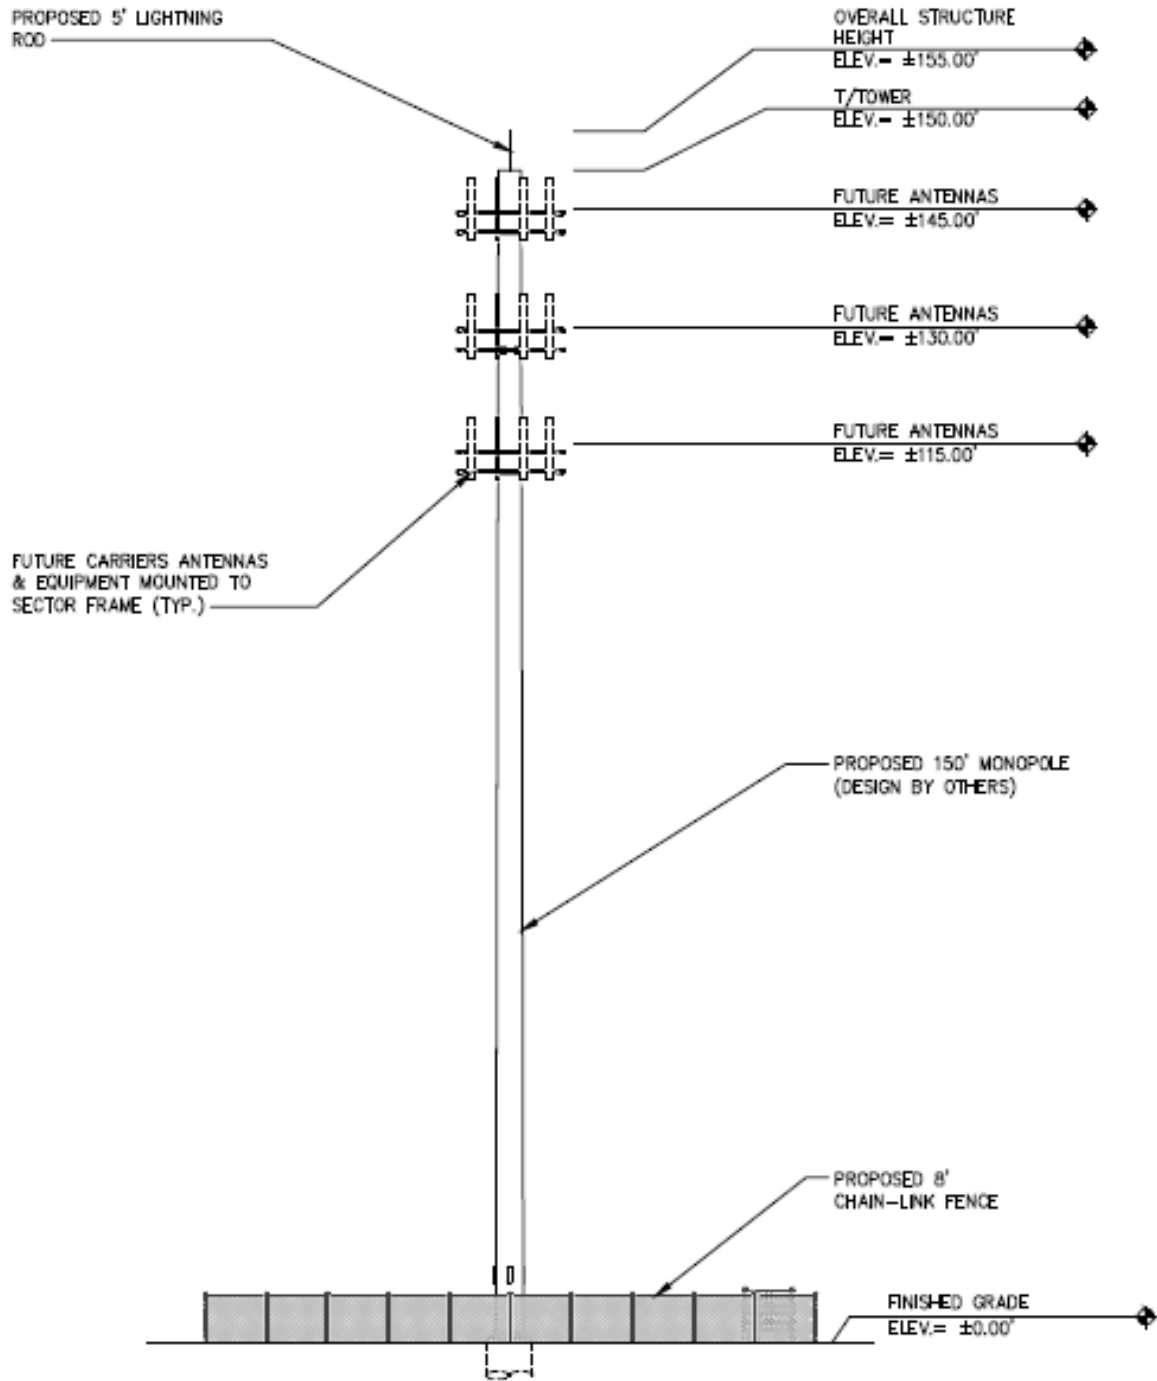 PROPOSED 5' LIGHTNING
ROD
OVERALL STRUCTURE
HEIGHT
ELEV.= ±155.00'
T/TOWER
ELEV.= ±150.00'
FUTURE ANTENNAS
ELEV.= ±145.00'
FUTURE ANTENNAS
ELEV.= ±130.00'
FUTURE ANTENNAS
ELEV.= ±115.00'
FUTURE CARRIERS ANTENNAS
& EQUIPMENT MOUNTED TO
SECTOR FRAME (TYP.)
PROPOSED 150' MONOPOLE
(DESIGN BY OTHERS)
PROPOSED 8'
CHAIN-LINK FENCE
FINISHED GRADE
ELEV.= ±0.00'